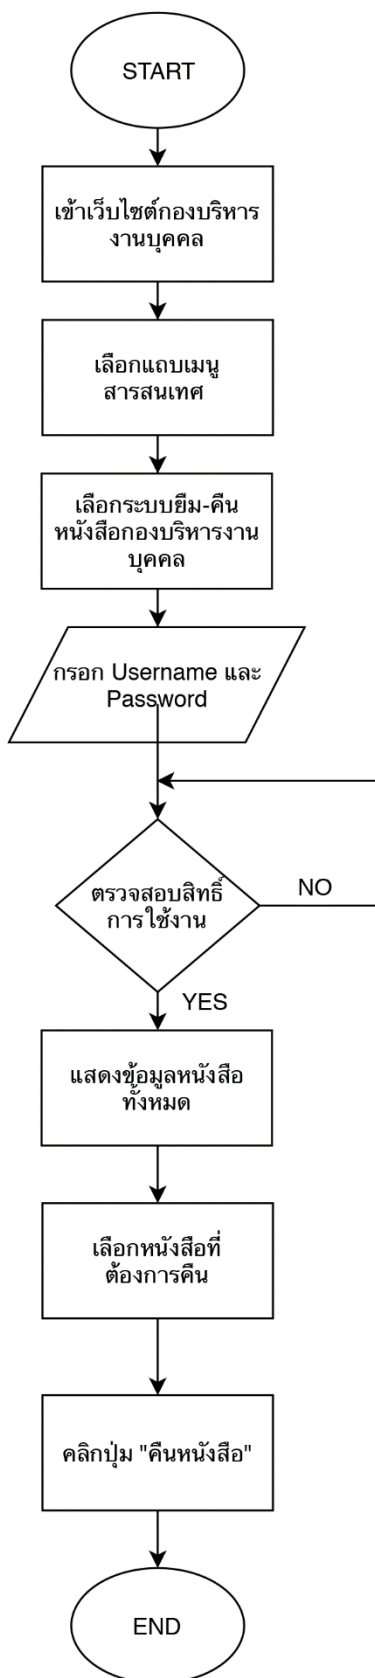 START
เข้าเว็บไซต์กองบริหาร
งานบุคคล
เลือกแถบเมนู
สารสนเทศ
เลือกระบบยืม-คืน
หนังสือกองบริหารงาน
บุคคล
กรอก Username และ
Password
ตรวจสอบสิทธิ์
การใช้งาน
NO
YES
แสดงข้อมูลหนังสือ
ทั้งหมด
เลือกหนังสือที่
ต้องการคืน
คลิกปุ่ม "คืนหนังสือ"
END